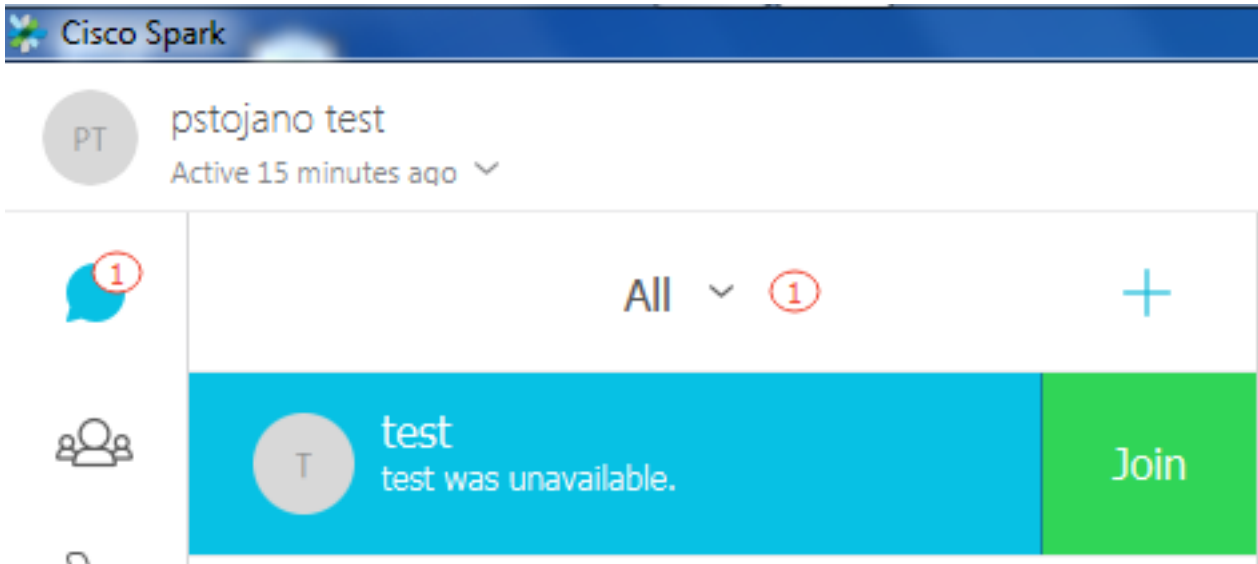 Cisco Spark
PT
pstojano test
Active 15 minutes ago
1
All
1
T
test
test was unavailable.
Join